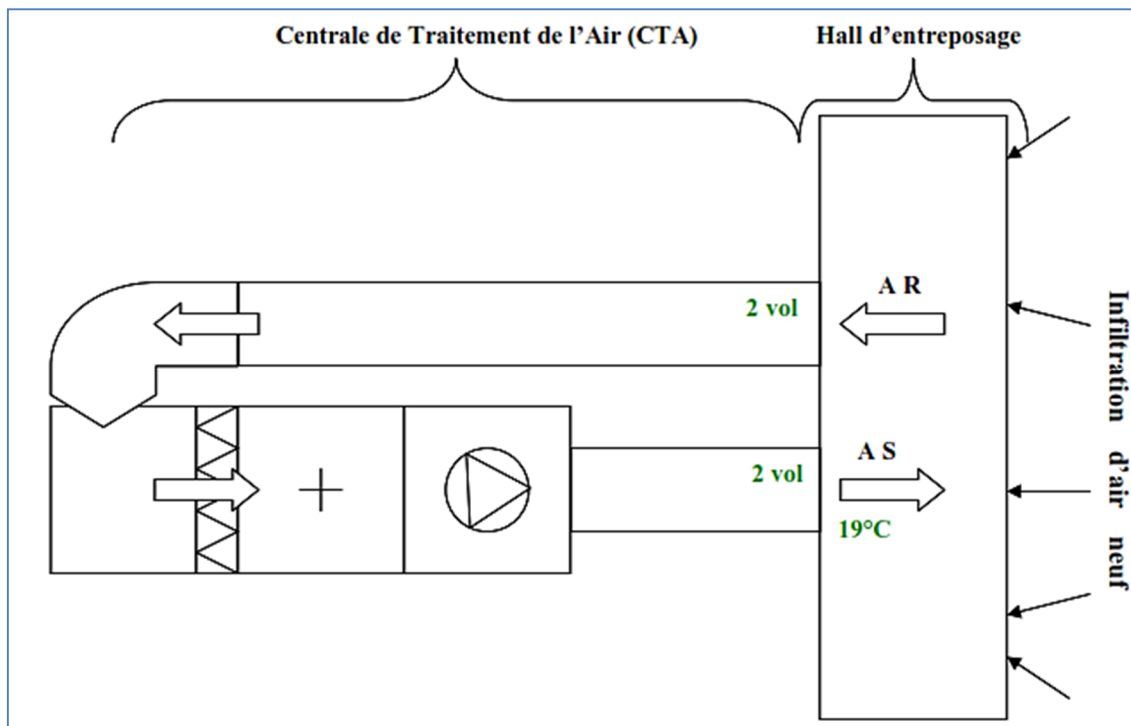 Centrale de Traitement de l’Air (CTA)
Hall d’entreposage
A R
2 vol
A S
2 vol
19°C
Infiltration d’air neuf